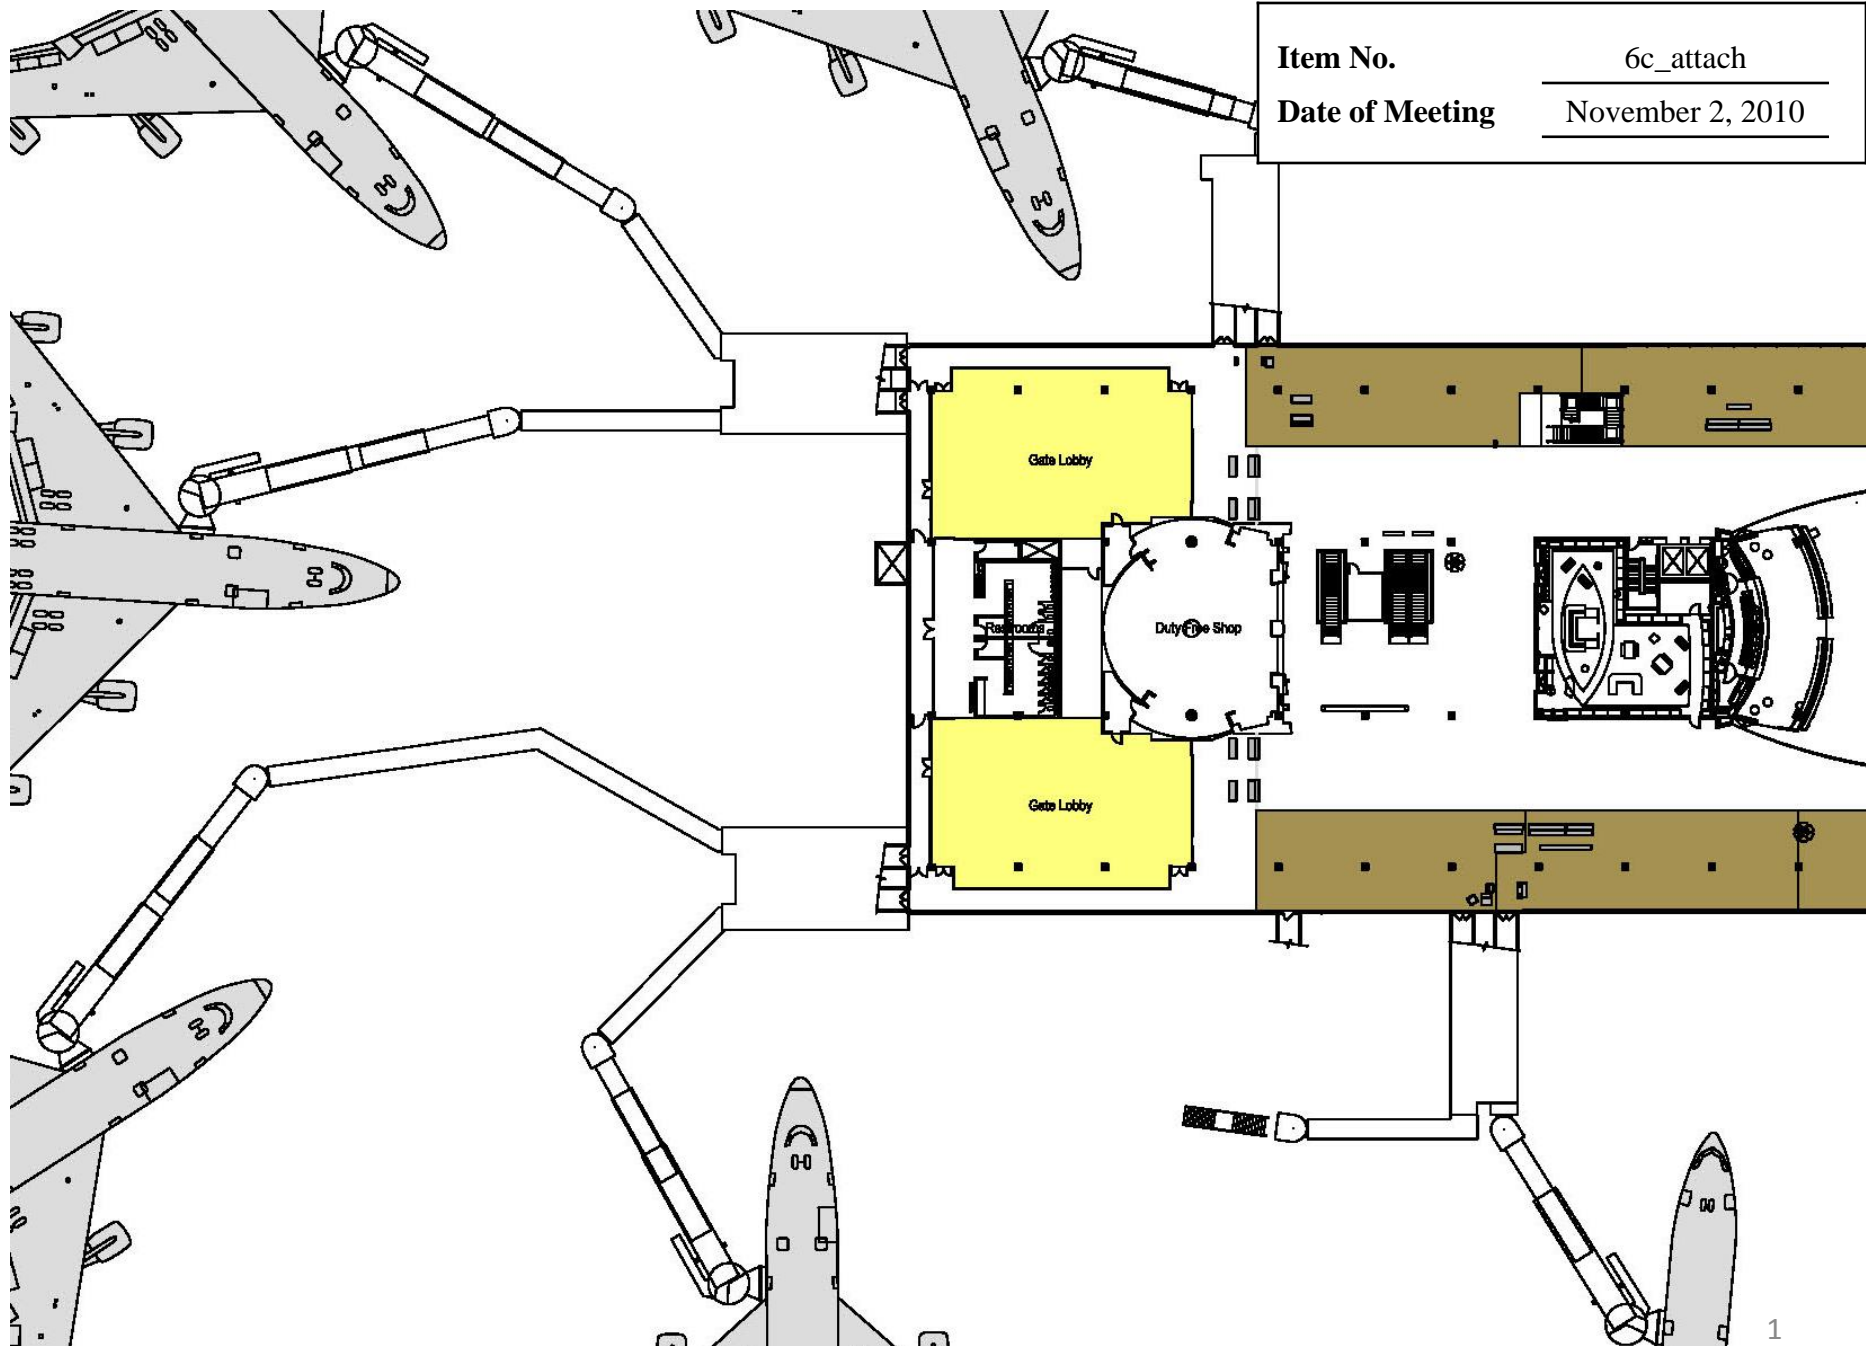 Item No. 6c_attach
Date of Meeting November 2, 2010
Gate Lobby
Restrooms
Duty Free Shop
Gate Lobby
1